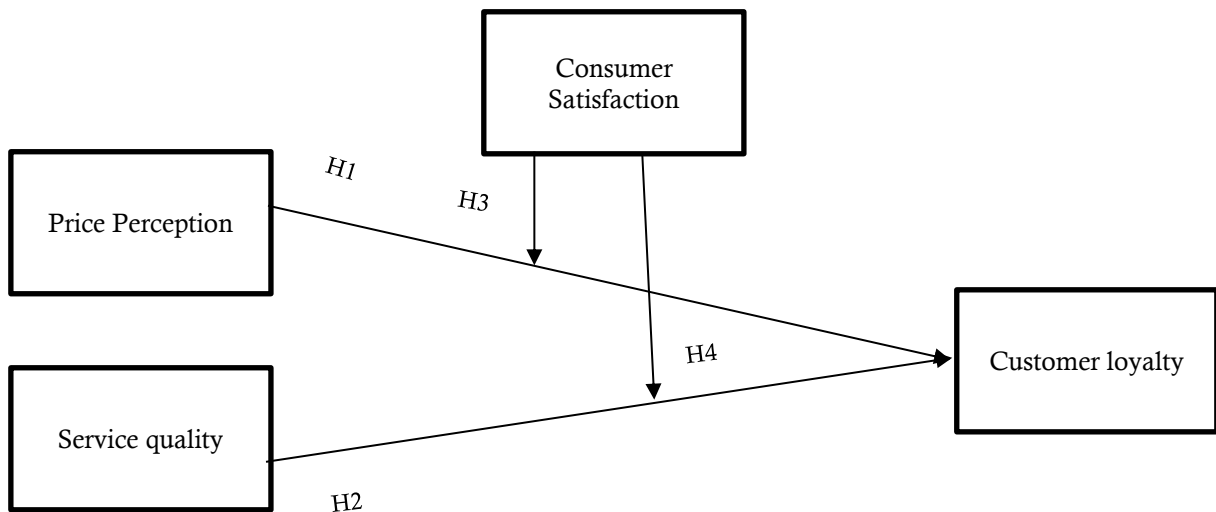 Consumer
Satisfaction
H1
H3
Price Perception
H4
Customer loyalty
Service quality
H2